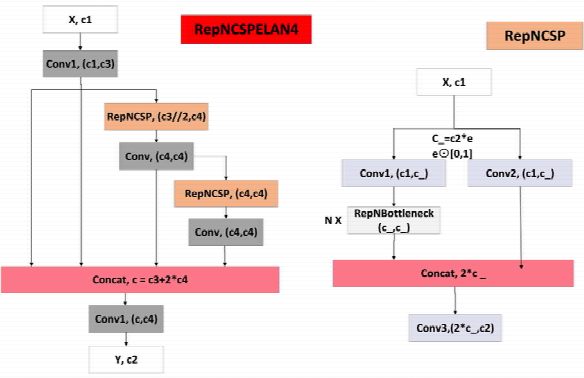 X, c1
RepNCSPELAN4
Conv1, (c1,c3)
RepNCSP, (c3//2,c4)
Conv, (c4,c4)
RepNCSP, (c4,c4)
Conv, (c4,c4)
Concat, c = c3+2*c4
Conv1, (c,c4)
Y, c2
RepNCSP
X, c1
C_=c2*e
e⊙[0,1]
Conv1, (c1,c_)
Conv2, (c1,c_)
N X
RepNBottleneck
(c_,c_)
Concat, 2*c _
Conv3,(2*c_,c2)